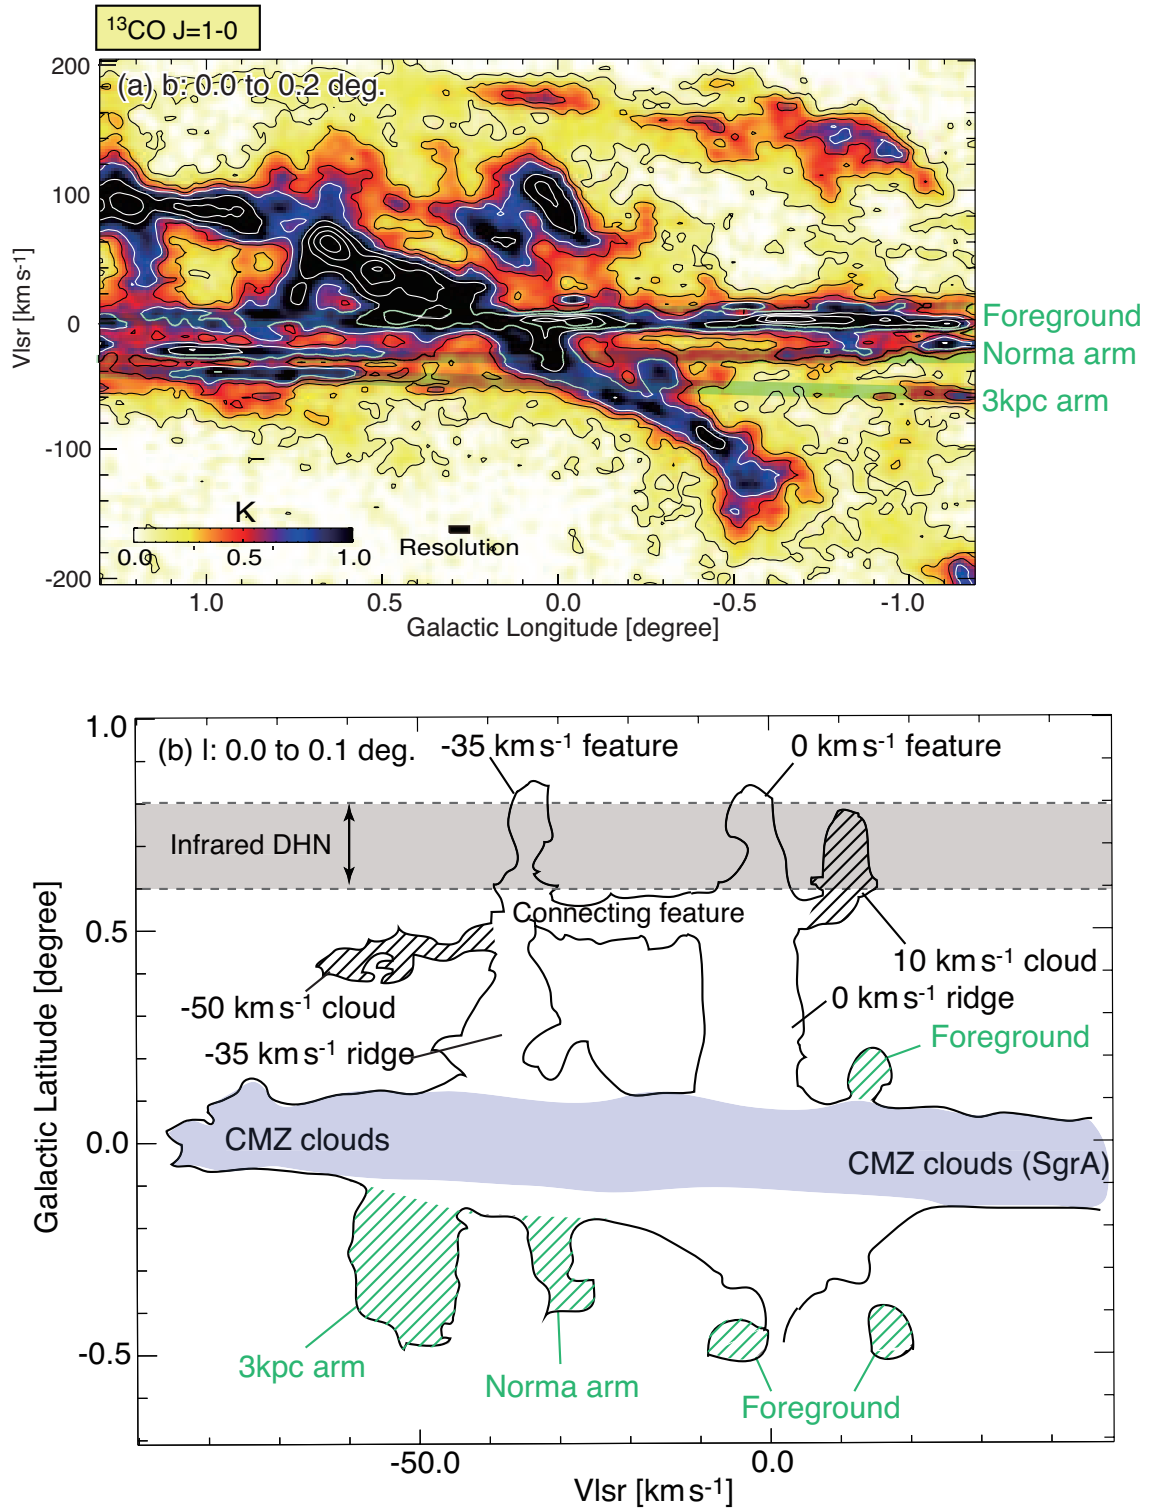 ¹³CO J=1-0
(a) b: 0.0 to 0.2 deg.
200
100
0
-100
-200
Vlsr [km s⁻¹]
K
0.0 0.5 1.0
Resolution
1.0 0.5 0.0 -0.5 -1.0
Galactic Longitude [degree]
Foreground
Norma arm
3kpc arm
(b) l: 0.0 to 0.1 deg.
-35 km s⁻¹ feature
0 km s⁻¹ feature
1.0
0.5
0.0
-0.5
Galactic Latitude [degree]
Infrared DHN
Connecting feature
10 km s⁻¹ cloud
-50 km s⁻¹ cloud
0 km s⁻¹ ridge
-35 km s⁻¹ ridge
Foreground
CMZ clouds
CMZ clouds (SgrA)
3kpc arm
Norma arm
Foreground
-50.0 0.0
Vlsr [km s⁻¹]